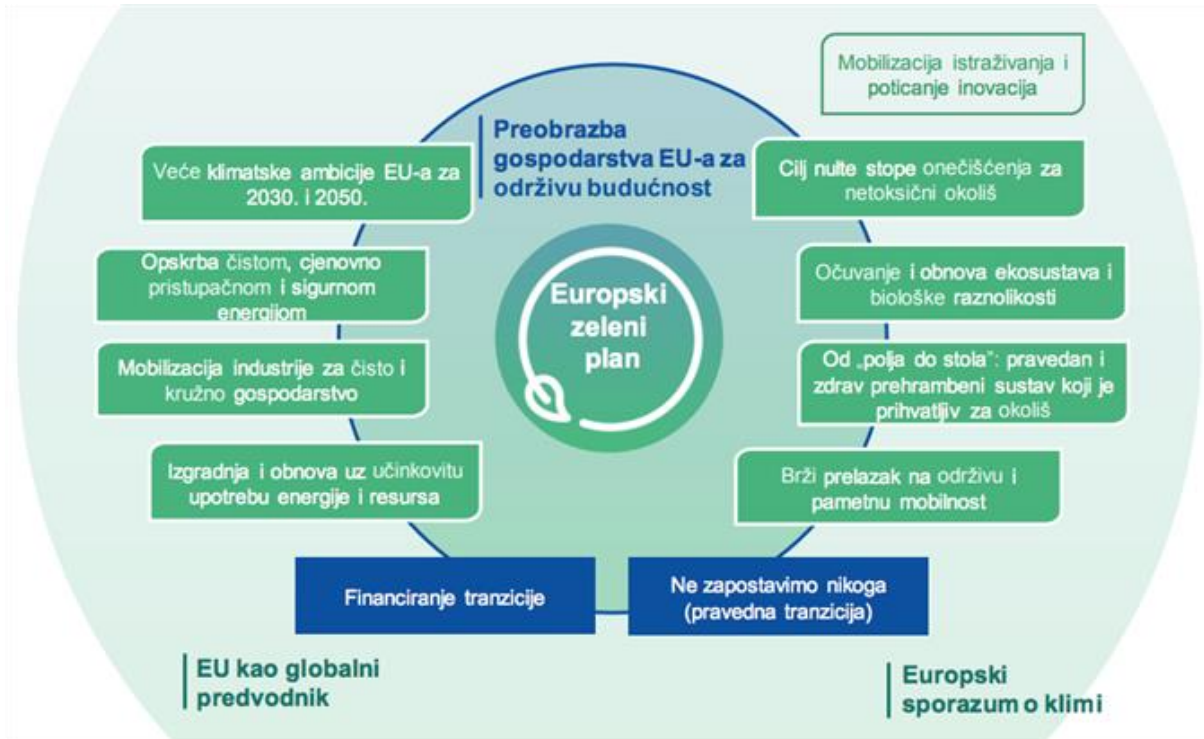 Mobilizacija istraživanja i
poticanje inovacija
Preobrazba
gospodarstva EU-a za
održivu budućnost
Veće klimatske ambicije EU-a za
2030. i 2050.
Cilj nulte stope onečišćenja za
netoksični okoliš
Opskrba čistom, cjenovno
pristupačnom i sigurnom
energijom
Očuvanje i obnova ekosustava i
biološke raznolikosti
Europski
zeleni
plan
Mobilizacija industrije za čisto i
kružno gospodarstvo
Od „polja do stola”: pravedan i
zdrav prehrambeni sustav koji je
prihvatljiv za okoliš
Izgradnja i obnova uz učinkovitu
upotrebu energije i resursa
Brži prelazak na održivu i
pametnu mobilnost
Financiranje tranzicije
Ne zapostavimo nikoga
(pravedna tranzicija)
EU kao globalni
predvodnik
Europski
sporazum o klimi